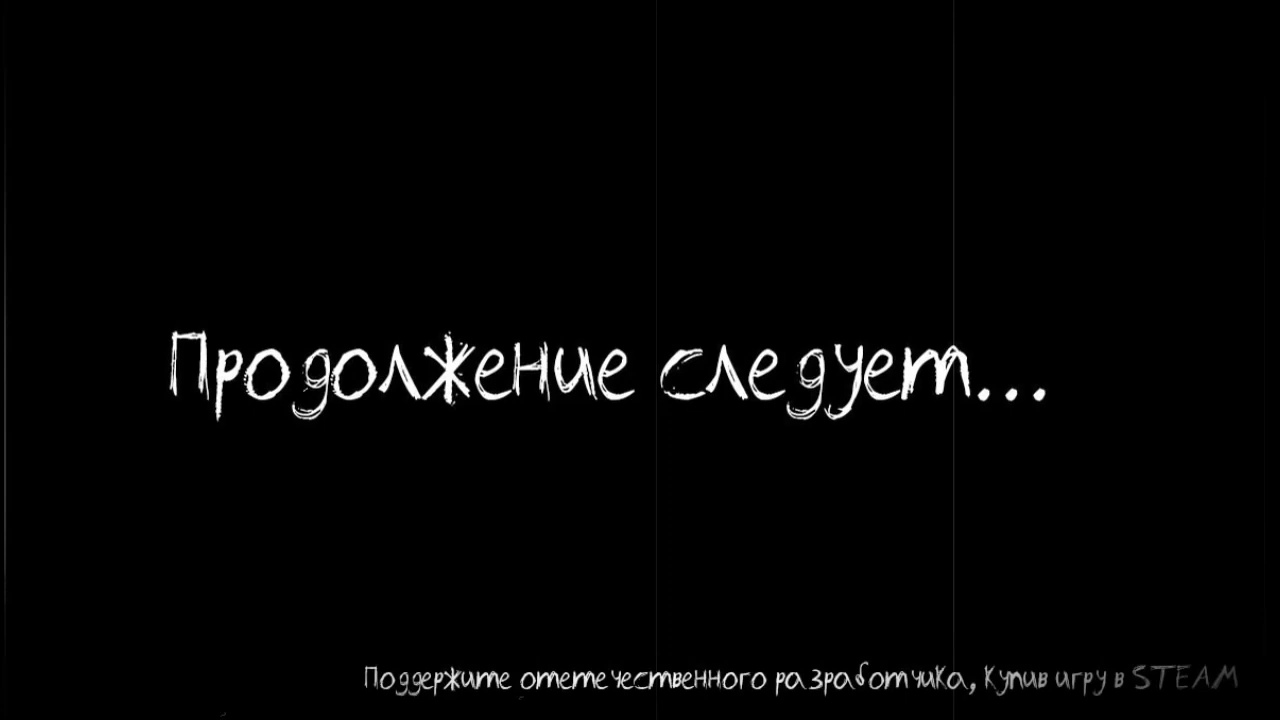 Продолжение следует...
Поддержите отетечественного разработчика, купив игру в STEAM